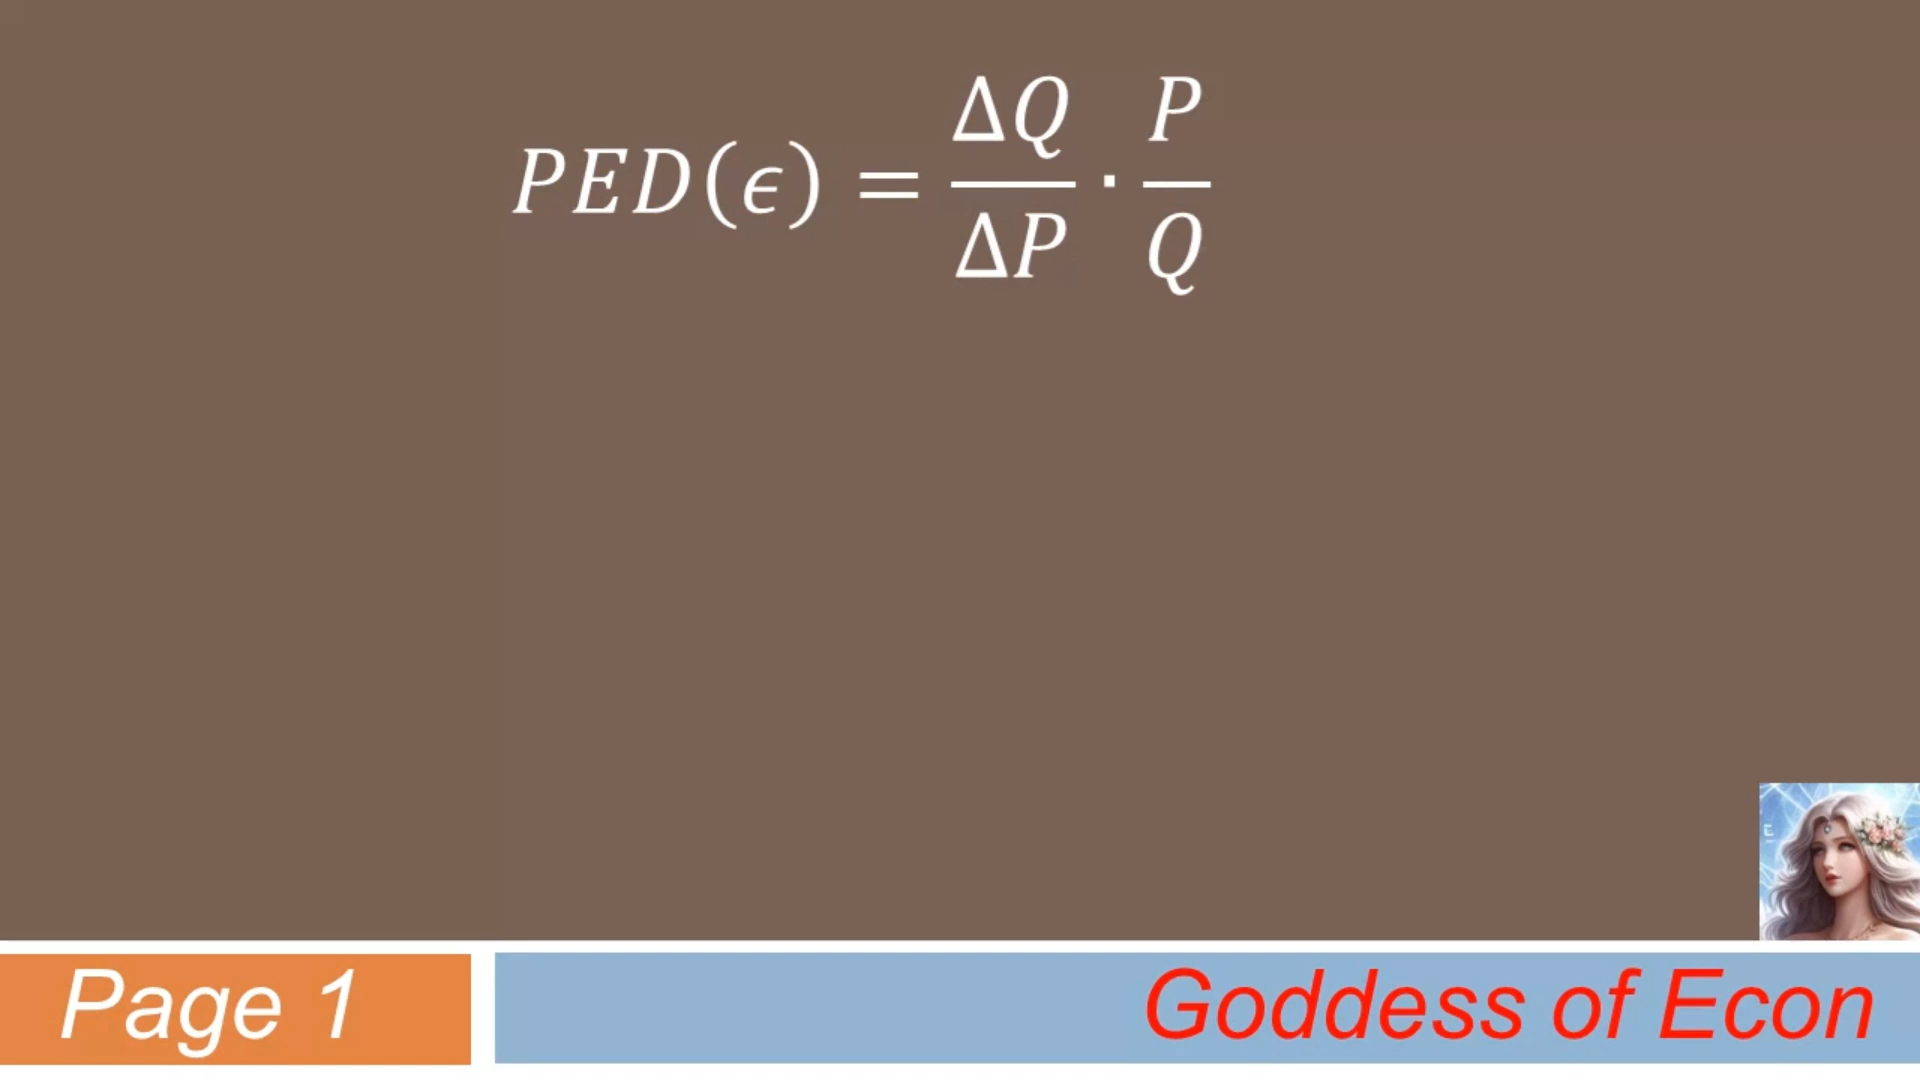 PED(ϵ) = ΔQ/ΔP · P/Q
Page 1
Goddess of Econ